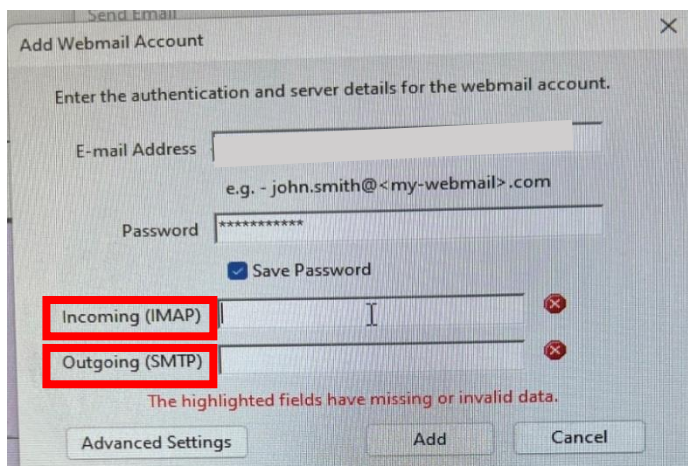 Send Email
Add Webmail Account
Enter the authentication and server details for the webmail account.
E-mail Address
e.g. - john.smith@<my-webmail>.com
Password ***********
Save Password
Incoming (IMAP)
Outgoing (SMTP)
The highlighted fields have missing or invalid data.
Advanced Settings Add Cancel